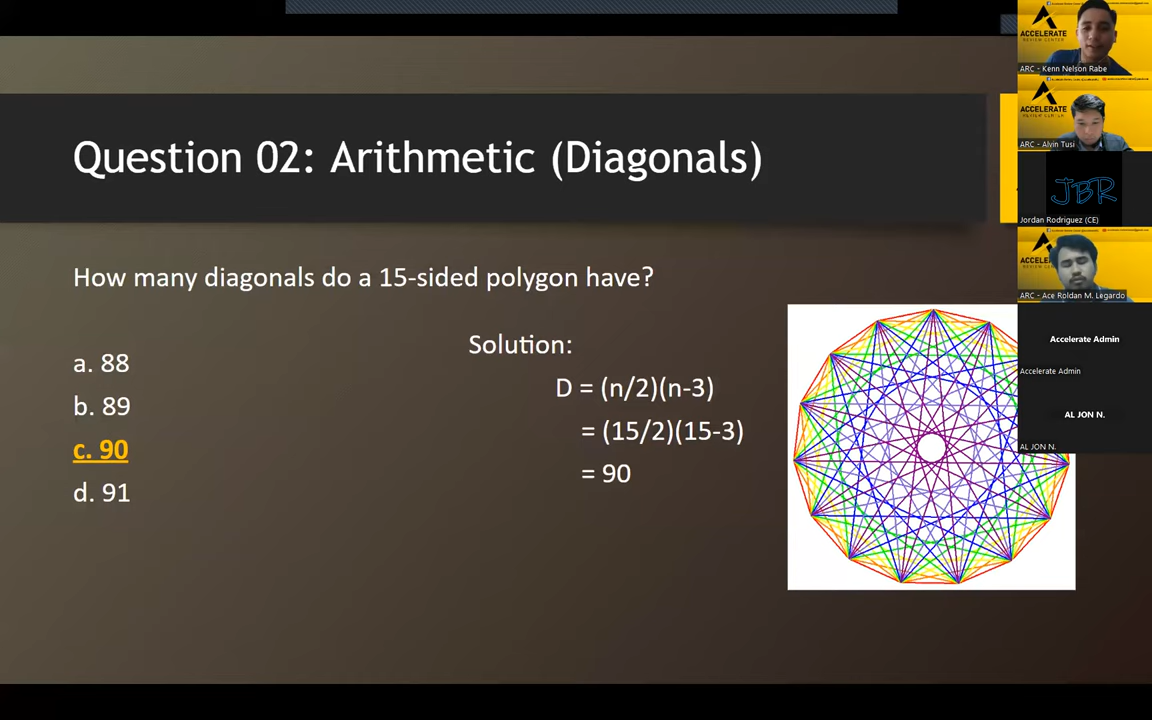 Question 02: Arithmetic (Diagonals)
How many diagonals do a 15-sided polygon have?
a. 88
b. 89
c. 90
d. 91
Solution:
D = (n/2)(n-3)
= (15/2)(15-3)
= 90
ACCELERATE
REVIEW CENTER
ARC - Kenn Nelson Rabe
ACCELERATE
ARC - Alvin Tusi
JBR
Jordan Rodriguez (CE)
ARC - Ace Roldan M. Legardo
Accelerate Admin
Accelerate Admin
AL JON N.
AL JON N.